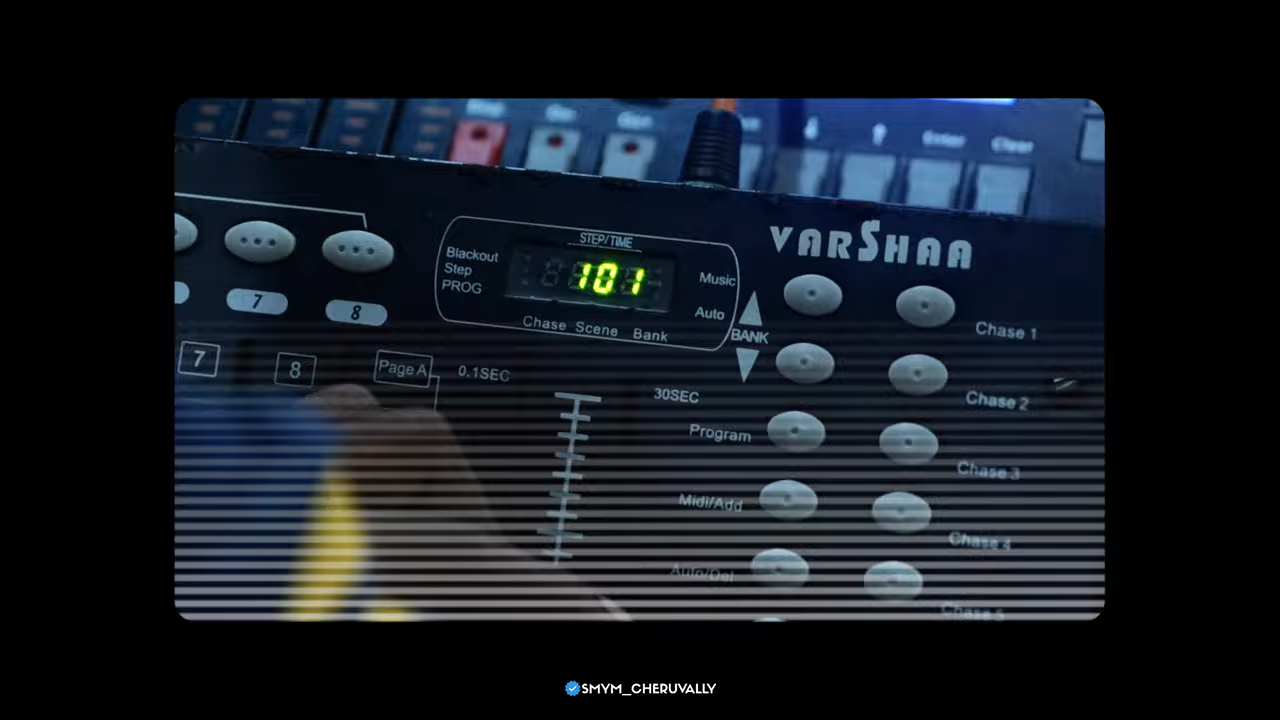 Enter
Clear
VARSHAA
STEP/TIME
Blackout
Step
PROG
101
Music
Auto
Chase Scene Bank
BANK
7
8
7
8
Page A
0.1SEC
30SEC
Program
Midi/Add
Auto/Del
Chase 1
Chase 2
Chase 3
Chase 4
Chase 5
SMYM_CHERUVALLY